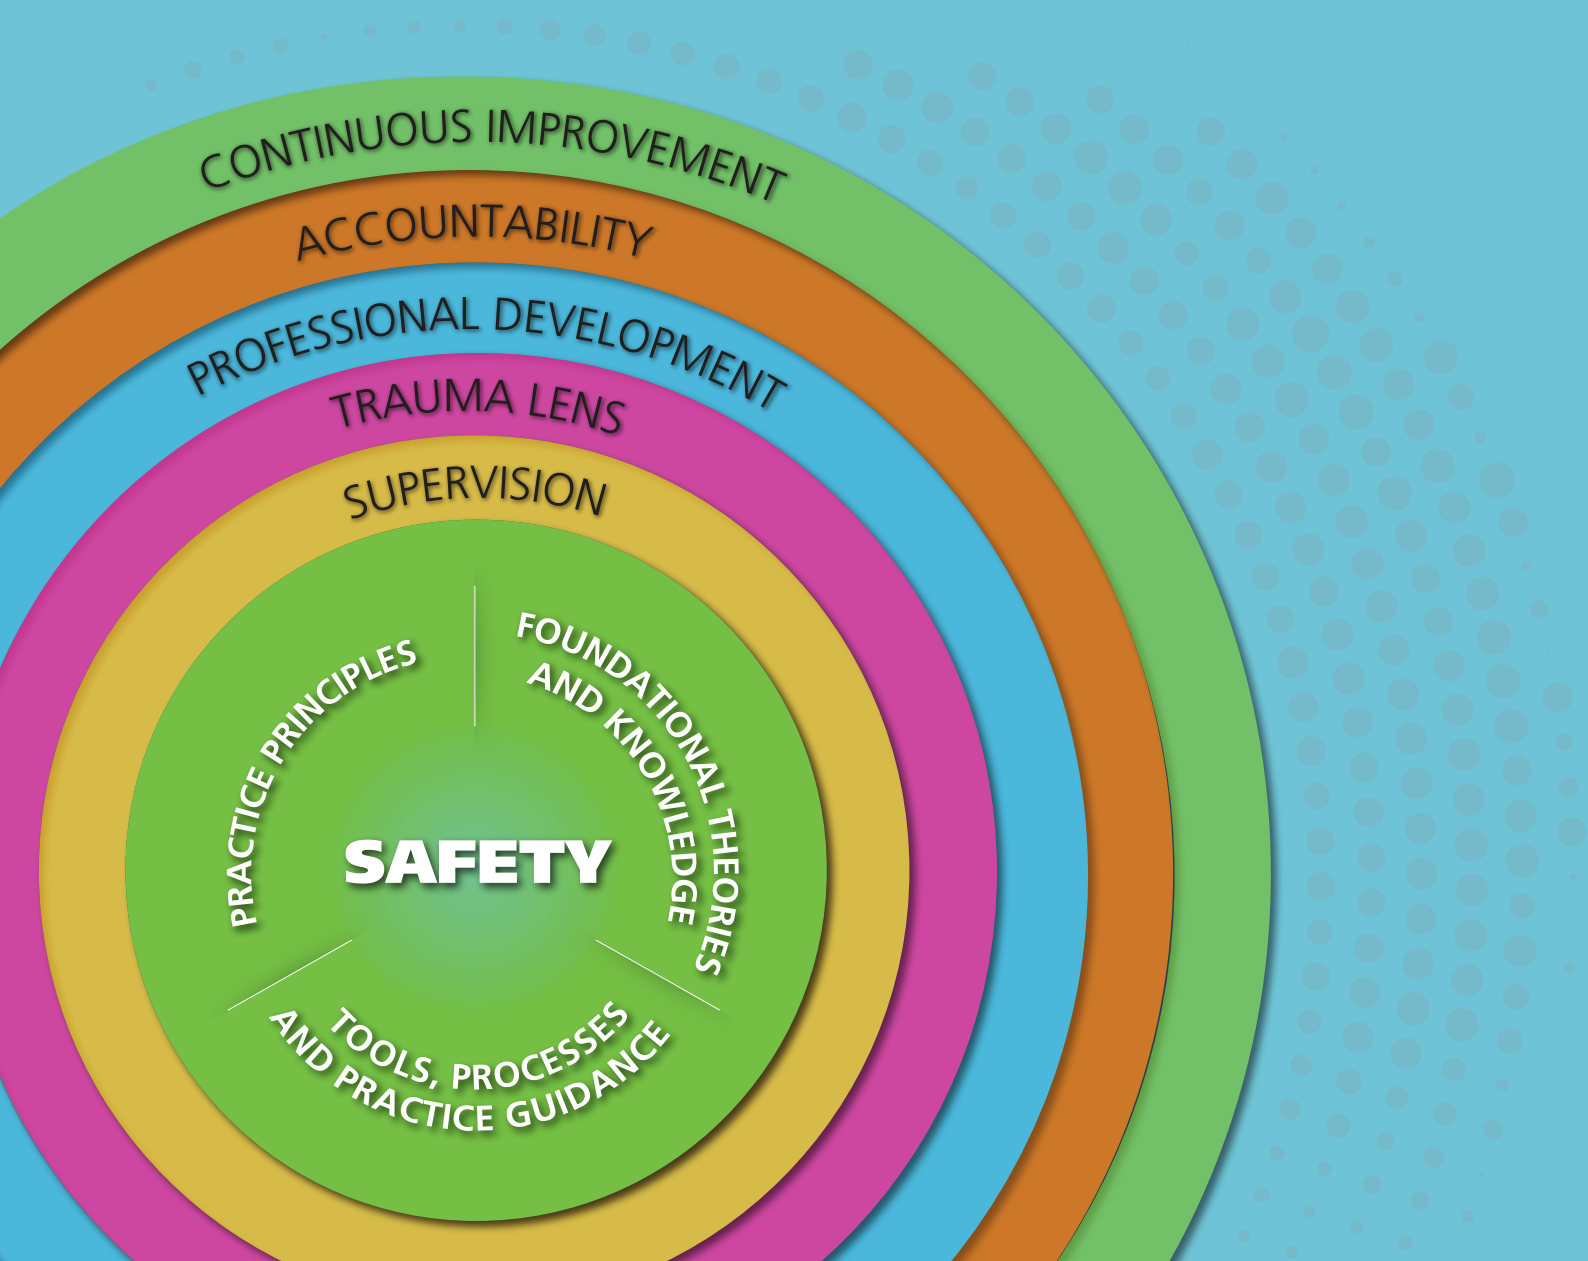 CONTINUOUS IMPROVEMENT
ACCOUNTABILITY
PROFESSIONAL DEVELOPMENT
TRAUMA LENS
SUPERVISION
PRACTICE PRINCIPLES
FOUNDATIONAL THEORIES
AND KNOWLEDGE
SAFETY
TOOLS, PROCESSES
AND PRACTICE GUIDANCE